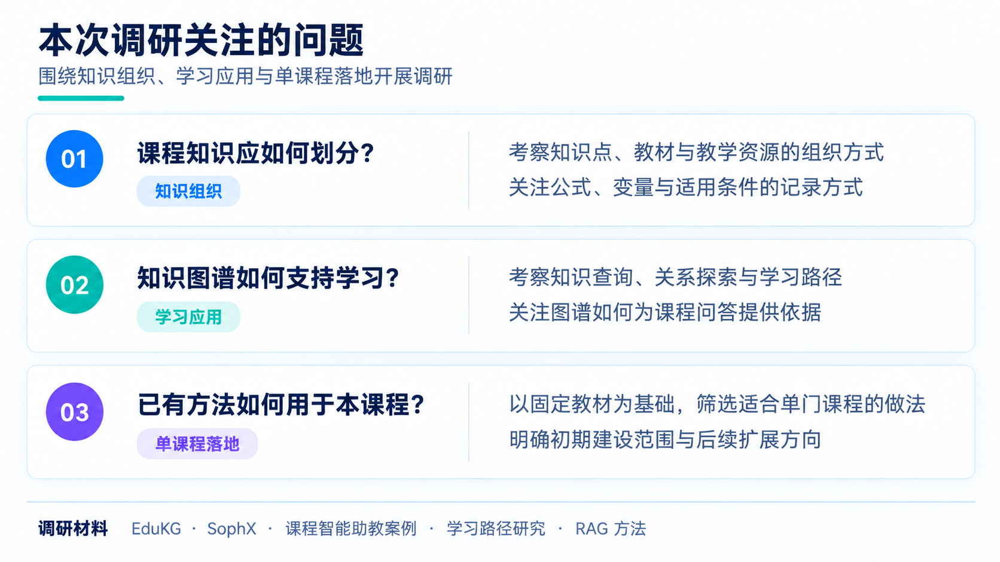 本次调研关注的问题
围绕知识组织、学习应用与单课程落地开展调研
01
课程知识应如何划分？
知识组织
考察知识点、教材与教学资源的组织方式
关注公式、变量与适用条件的记录方式
02
知识图谱如何支持学习？
学习应用
考察知识查询、关系探索与学习路径
关注图谱如何为课程问答提供依据
03
已有方法如何用于本课程？
单课程落地
以固定教材为基础，筛选适合单门课程的做法
明确初期建设范围与后续扩展方向
调研材料 EduKG · SophX · 课程智能助教案例 · 学习路径研究 · RAG 方法